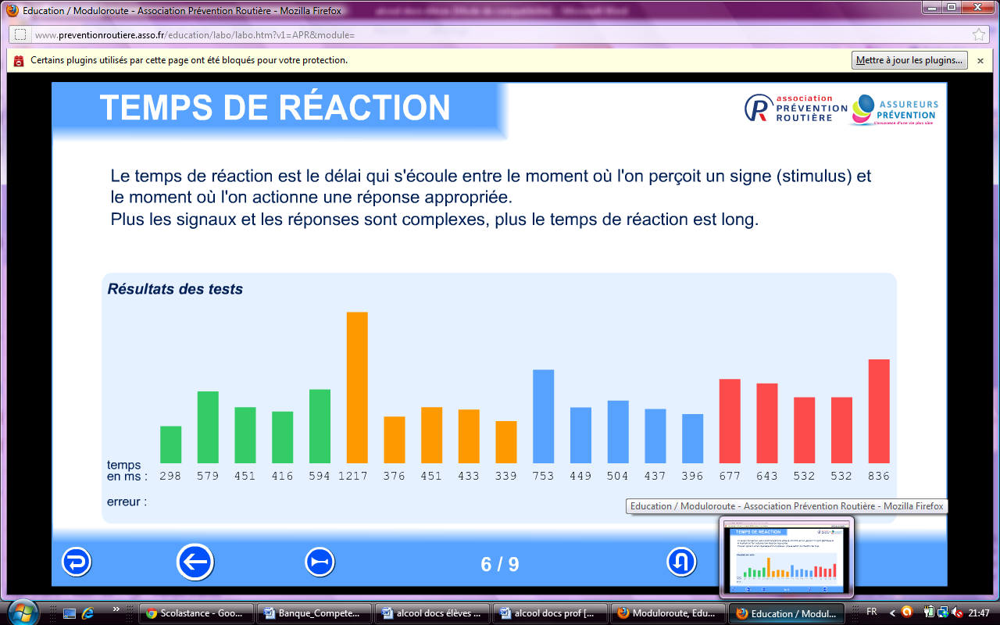 Education / Moduloroute - Association Prévention Routière - Mozilla Firefox
www.preventionroutiere.asso.fr/education/labo/labo.htm?v1=APR&module=
Certains plugins utilisés par cette page ont été bloqués pour votre protection.
Mettre à jour les plugins...
TEMPS DE RÉACTION
association
PRÉVENTION
ROUTIÈRE
ASSUREURS
PRÉVENTION
L'assurance d'une vie plus sûre
Le temps de réaction est le délai qui s'écoule entre le moment où l'on perçoit un signe (stimulus) et
le moment où l'on actionne une réponse appropriée.
Plus les signaux et les réponses sont complexes, plus le temps de réaction est long.
Résultats des tests
temps
en ms : 298 579 451 416 594 1217 376 451 433 339 753 449 504 437 396 677 643 532 532 836
erreur :
Education / Moduloroute - Association Prévention Routière - Mozilla Firefox
TEMPS DE RÉACTION
6 / 9
Scolastance - Goo...
Banque_Compete...
alcool docs élèves ...
alcool docs prof [...
Moduloroute, Edu...
Education / Modul...
FR
21:47